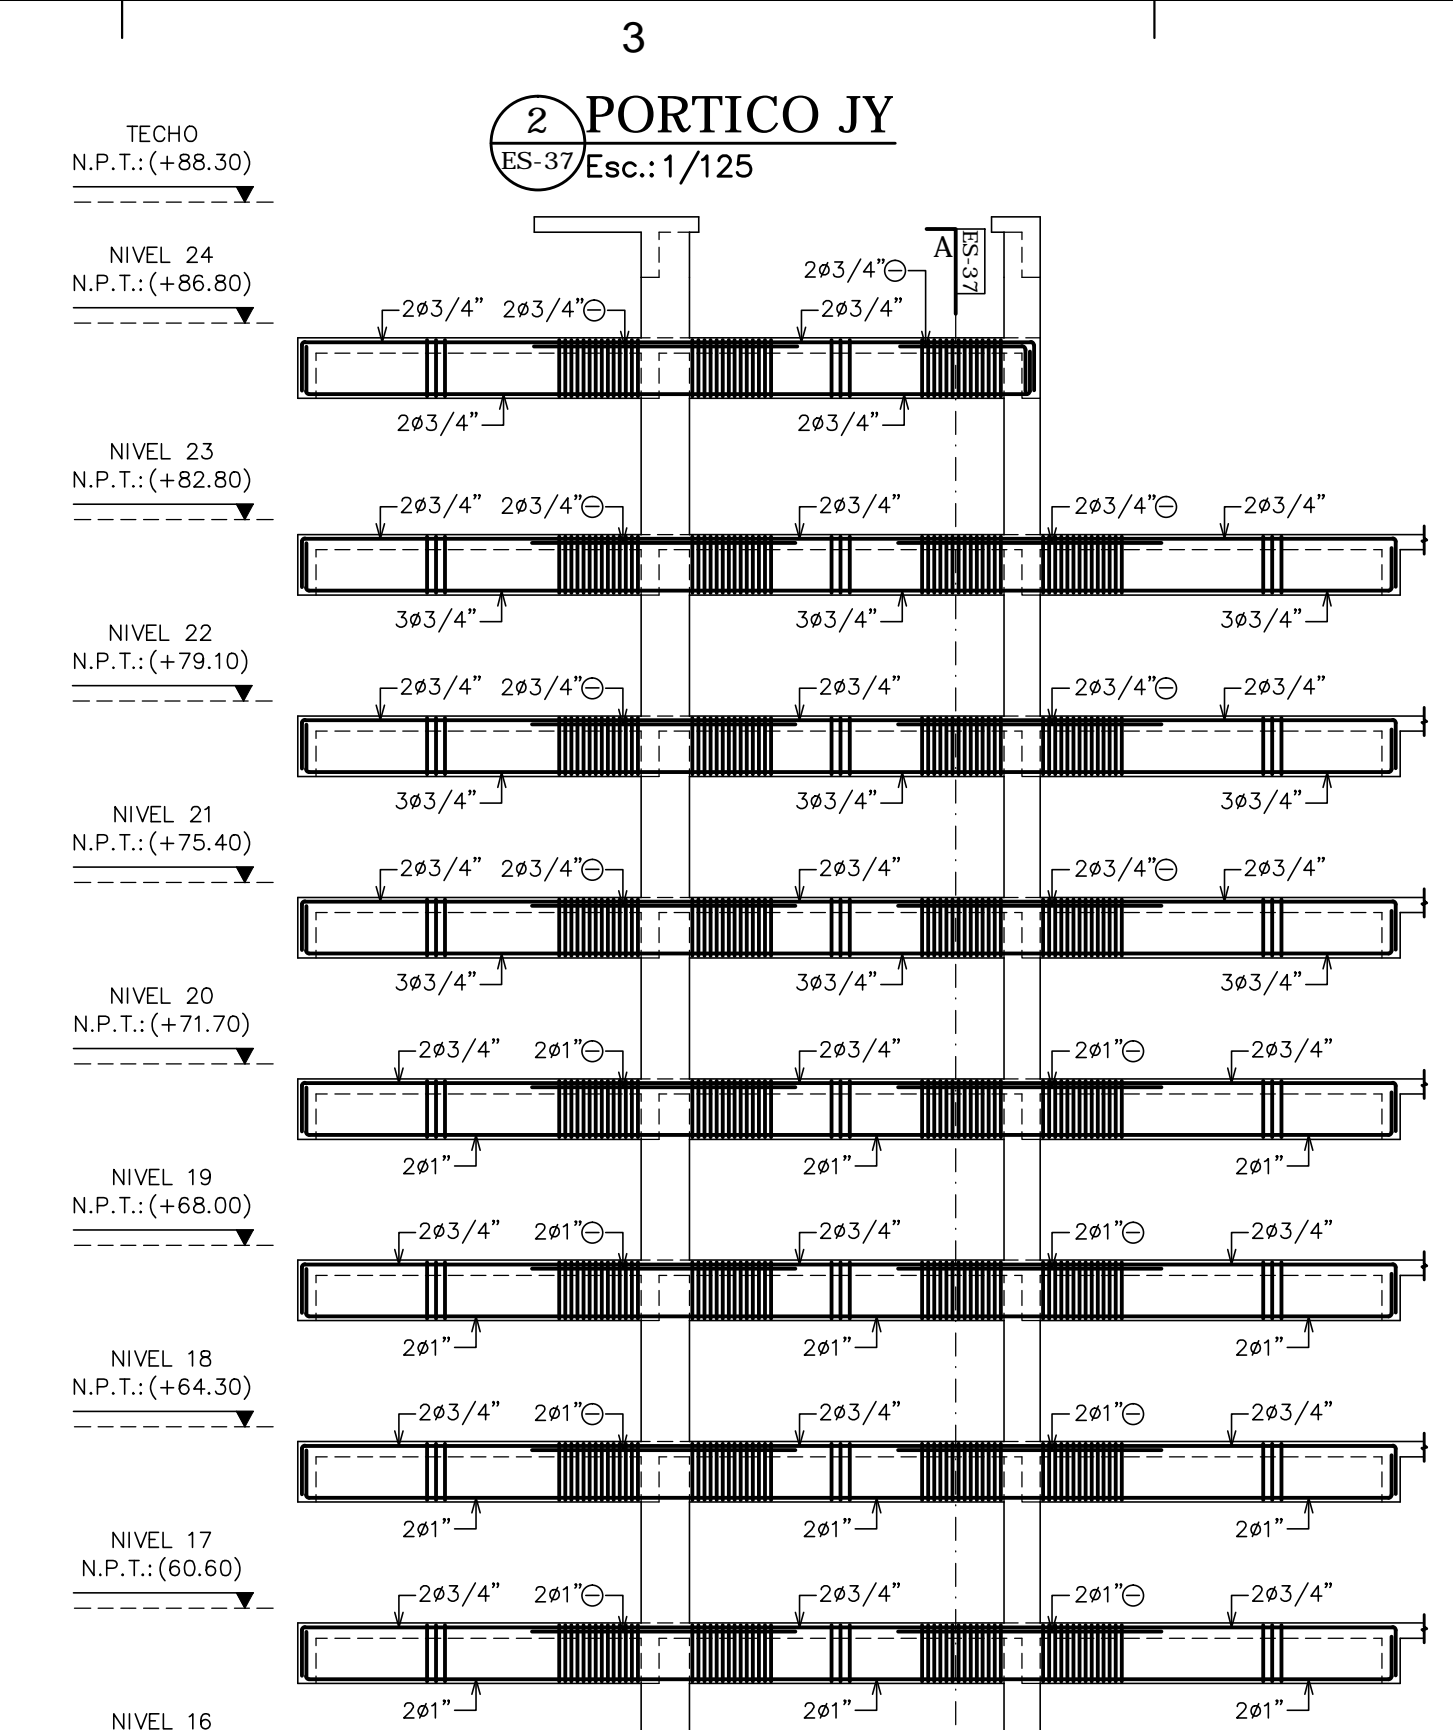 3
2 PORTICO JY
ES-37 Esc.: 1/125
TECHO
N.P.T.: (+88.30)
A ES-37
NIVEL 24
N.P.T.: (+86.80)
2ø3/4"⊖
2ø3/4" 2ø3/4"⊖ 2ø3/4"
2ø3/4" 2ø3/4"
NIVEL 23
N.P.T.: (+82.80)
2ø3/4" 2ø3/4"⊖ 2ø3/4" 2ø3/4"⊖ 2ø3/4"
3ø3/4" 3ø3/4" 3ø3/4"
NIVEL 22
N.P.T.: (+79.10)
2ø3/4" 2ø3/4"⊖ 2ø3/4" 2ø3/4"⊖ 2ø3/4"
3ø3/4" 3ø3/4" 3ø3/4"
NIVEL 21
N.P.T.: (+75.40)
2ø3/4" 2ø3/4"⊖ 2ø3/4" 2ø3/4"⊖ 2ø3/4"
3ø3/4" 3ø3/4" 3ø3/4"
NIVEL 20
N.P.T.: (+71.70)
2ø3/4" 2ø1"⊖ 2ø3/4" 2ø1"⊖ 2ø3/4"
2ø1" 2ø1" 2ø1"
NIVEL 19
N.P.T.: (+68.00)
2ø3/4" 2ø1"⊖ 2ø3/4" 2ø1"⊖ 2ø3/4"
2ø1" 2ø1" 2ø1"
NIVEL 18
N.P.T.: (+64.30)
2ø3/4" 2ø1"⊖ 2ø3/4" 2ø1"⊖ 2ø3/4"
2ø1" 2ø1" 2ø1"
NIVEL 17
N.P.T.: (60.60)
2ø3/4" 2ø1"⊖ 2ø3/4" 2ø1"⊖ 2ø3/4"
2ø1" 2ø1" 2ø1"
NIVEL 16